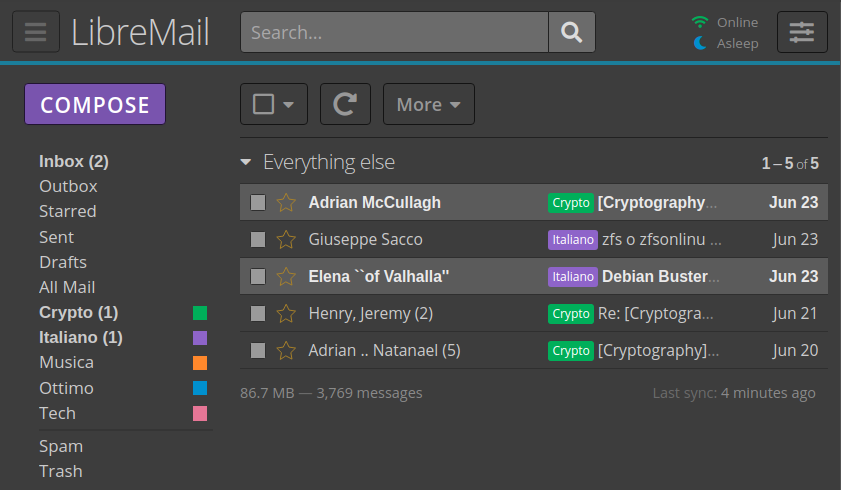 LibreMail
Search...
Online
Asleep
COMPOSE
More
Inbox (2)
Outbox
Starred
Sent
Drafts
All Mail
Crypto (1)
Italiano (1)
Musica
Ottimo
Tech
Spam
Trash
Everything else
1 – 5 of 5
Adrian McCullagh Crypto [Cryptography... Jun 23
Giuseppe Sacco Italiano zfs o zfsonlinu ... Jun 23
Elena ``of Valhalla'' Italiano Debian Buster... Jun 23
Henry, Jeremy (2) Crypto Re: [Cryptogra... Jun 21
Adrian .. Natanael (5) Crypto [Cryptography]... Jun 20
86.7 MB — 3,769 messages
Last sync: 4 minutes ago